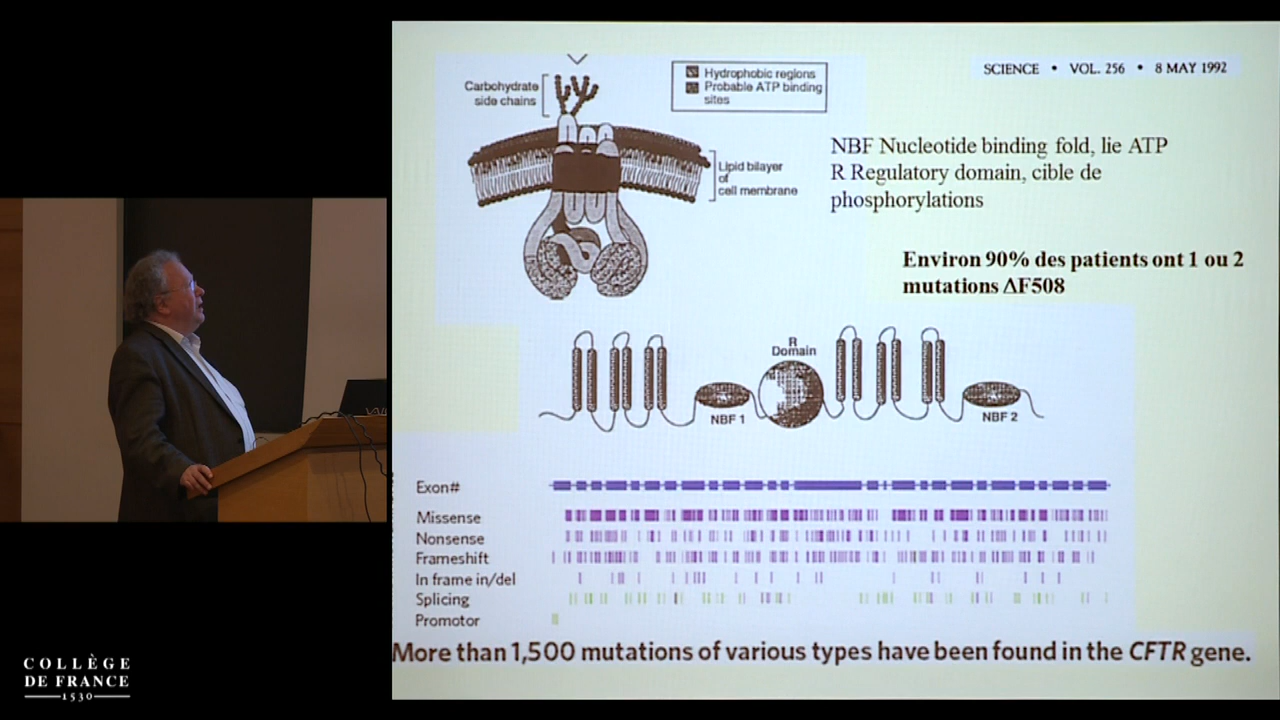 Carbohydrate
side chains
Hydrophobic regions
Probable ATP binding
sites
SCIENCE • VOL. 256 • 8 MAY 1992
Lipid bilayer
of
cell membrane
NBF Nucleotide binding fold, lie ATP
R Regulatory domain, cible de
phosphorylations
Environ 90% des patients ont 1 ou 2
mutations ΔF508
R
Domain
NBF 1
NBF 2
Exon#
Missense
Nonsense
Frameshift
In frame in/del
Splicing
Promotor
More than 1,500 mutations of various types have been found in the CFTR gene.
COLLÈGE
DE FRANCE
1530